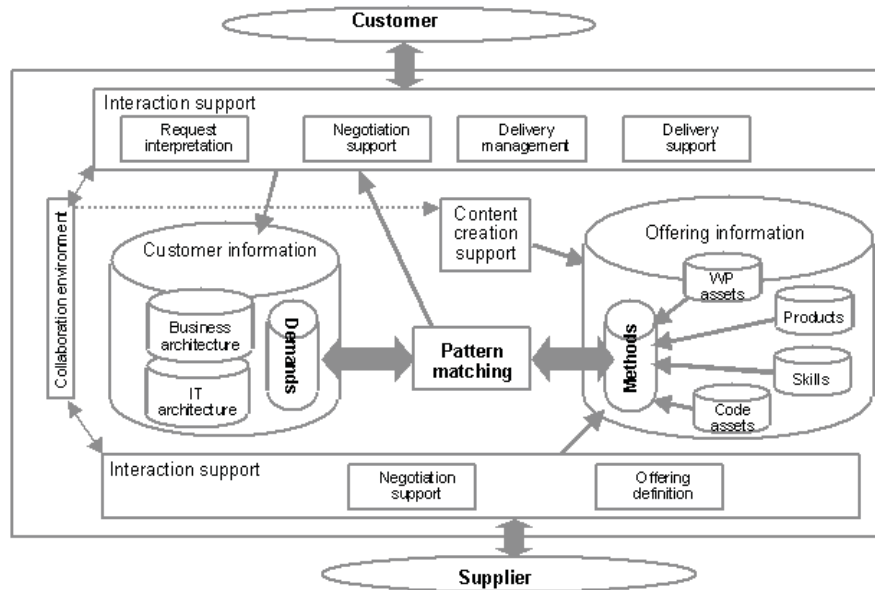 Customer
Interaction support
Request
interpretation
Negotiation
support
Delivery
management
Delivery
support
Collaboration environment
Customer information
Business
architecture
IT
architecture
Demands
Content
creation
support
Pattern
matching
Offering information
WP
assets
Products
Methods
Skills
Code
assets
Interaction support
Negotiation
support
Offering
definition
Supplier